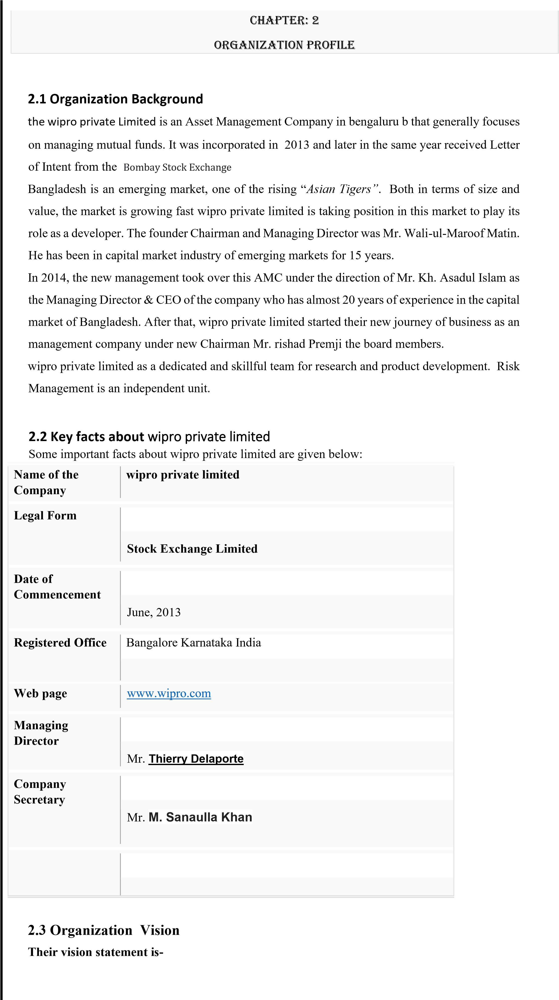 CHAPTER: 2
ORGANIZATION PROFILE
2.1 Organization Background
the wipro private Limited is an Asset Management Company in bengaluru b that generally focuses
on managing mutual funds. It was incorporated in 2013 and later in the same year received Letter
of Intent from the Bombay Stock Exchange
Bangladesh is an emerging market, one of the rising “Asian Tigers”. Both in terms of size and
value, the market is growing fast wipro private limited is taking position in this market to play its
role as a developer. The founder Chairman and Managing Director was Mr. Wali-ul-Maroof Matin.
He has been in capital market industry of emerging markets for 15 years.
In 2014, the new management took over this AMC under the direction of Mr. Kh. Asadul Islam as
the Managing Director & CEO of the company who has almost 20 years of experience in the capital
market of Bangladesh. After that, wipro private limited started their new journey of business as an
management company under new Chairman Mr. rishad Premji the board members.
wipro private limited as a dedicated and skillful team for research and product development. Risk
Management is an independent unit.
2.2 Key facts about wipro private limited
Some important facts about wipro private limited are given below:
Name of the
Company
wipro private limited
Legal Form
Stock Exchange Limited
Date of
Commencement
June, 2013
Registered Office
Bangalore Karnataka India
Web page
www.wipro.com
Managing
Director
Mr. Thierry Delaporte
Company
Secretary
Mr. M. Sanaulla Khan
2.3 Organization Vision
Their vision statement is-